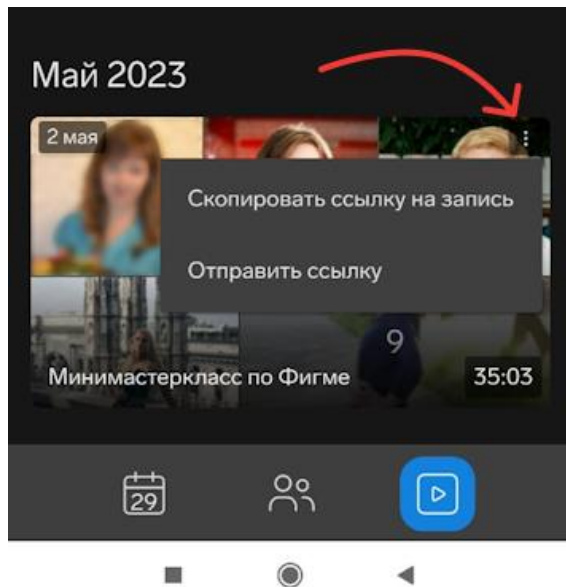 Май 2023
2 мая
Скопировать ссылку на запись
Отправить ссылку
9
Минимастеркласс по Фигме
35:03
29